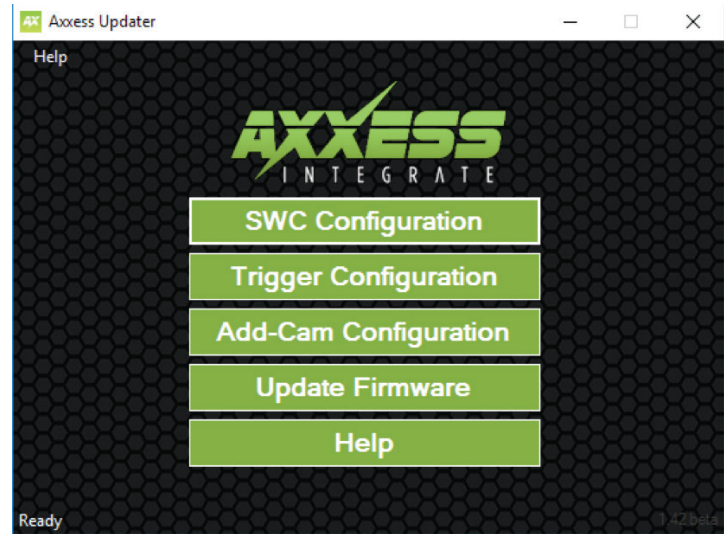 AX Axxess Updater
Help
AXXESS
INTEGRATE
SWC Configuration
Trigger Configuration
Add-Cam Configuration
Update Firmware
Help
Ready
1.42 beta